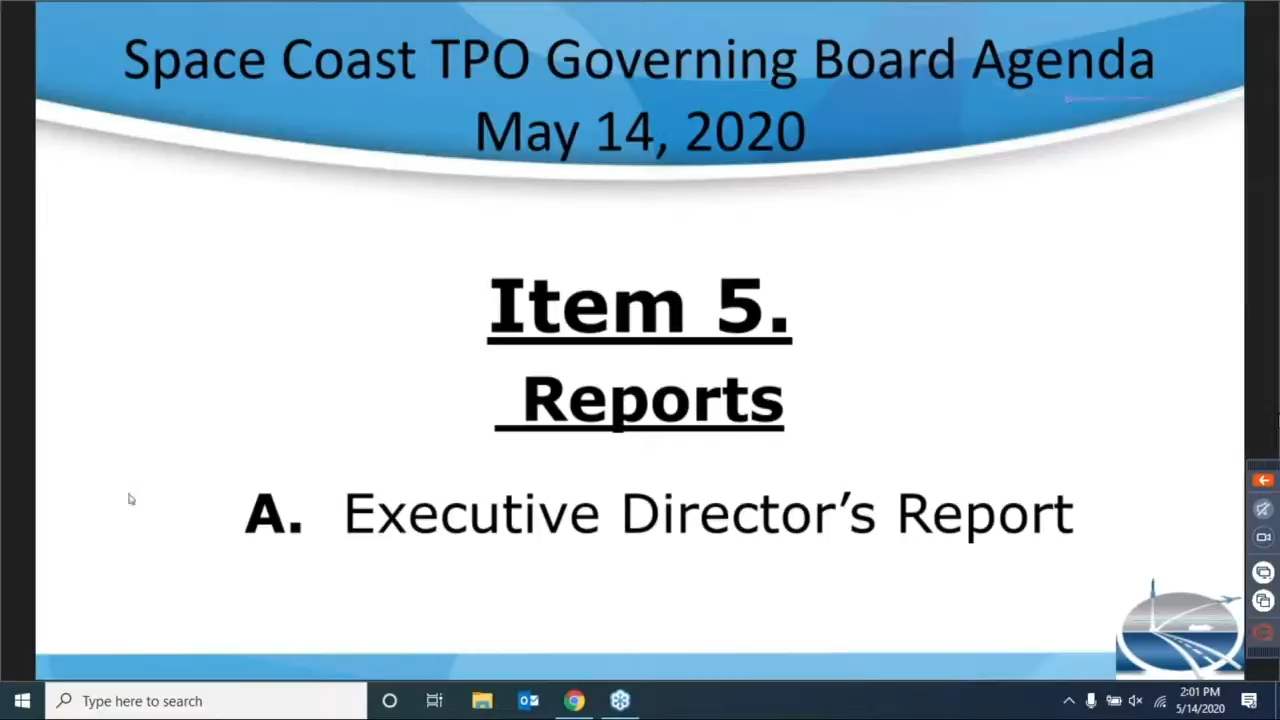 Space Coast TPO Governing Board Agenda
May 14, 2020
Item 5.
Reports
A. Executive Director’s Report
Type here to search
2:01 PM
5/14/2020